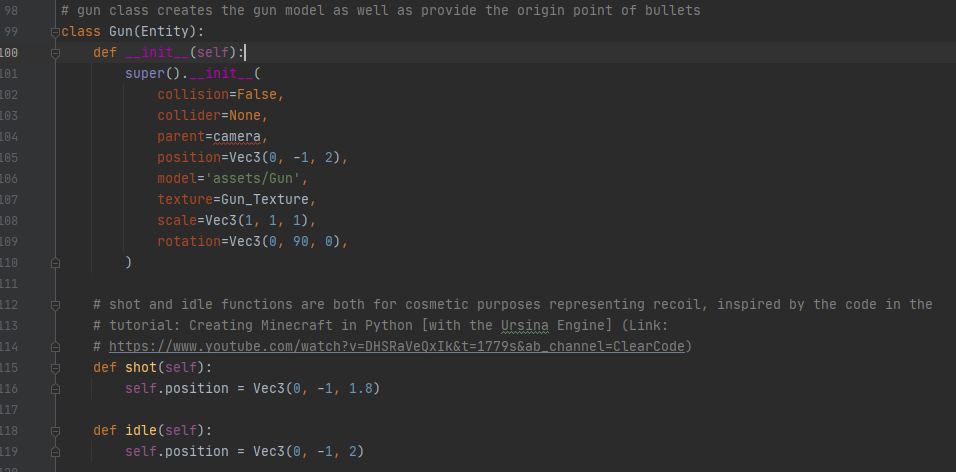 98 # gun class creates the gun model as well as provide the origin point of bullets
99 class Gun(Entity):
100 def __init__(self):
101 super().__init__(
102 collision=False,
103 collider=None,
104 parent=camera,
105 position=Vec3(0, -1, 2),
106 model='assets/Gun',
107 texture=Gun_Texture,
108 scale=Vec3(1, 1, 1),
109 rotation=Vec3(0, 90, 0),
110 )
111
112 # shot and idle functions are both for cosmetic purposes representing recoil, inspired by the code in the
113 # tutorial: Creating Minecraft in Python [with the Ursina Engine] (Link:
114 # https://www.youtube.com/watch?v=DHSRaVeQxIk&t=1779s&ab_channel=ClearCode)
115 def shot(self):
116 self.position = Vec3(0, -1, 1.8)
117
118 def idle(self):
119 self.position = Vec3(0, -1, 2)